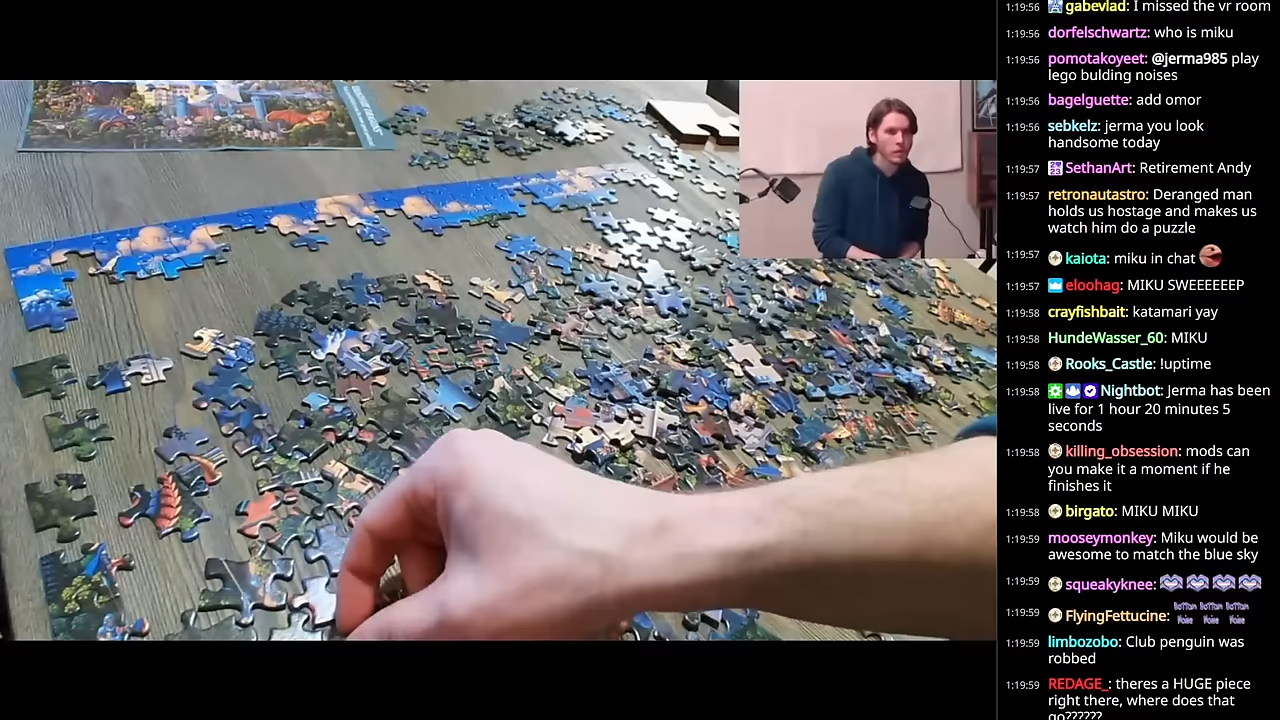 1:19:56 gabevlad: I missed the vr room
1:19:56 dorfelschwartz: who is miku
1:19:56 pomotakoyeet: @jerma985 play
lego bulding noises
1:19:56 bagelguette: add omor
1:19:56 sebkelz: jerma you look
handsome today
1:19:57 SethanArt: Retirement Andy
1:19:57 retronautastro: Deranged man
holds us hostage and makes us
watch him do a puzzle
1:19:57 kaiota: miku in chat
1:19:57 eloohag: MIKU SWEEEEEP
1:19:58 crayfishbait: katamari yay
1:19:58 HundeWasser_60: MIKU
1:19:58 Rooks_Castle: !uptime
1:19:58 Nightbot: Jerma has been
live for 1 hour 20 minutes 5
seconds
1:19:58 killing_obsession: mods can
you make it a moment if he
finishes it
1:19:58 birgato: MIKU MIKU
1:19:59 mooseymonkey: Miku would be
awesome to match the blue sky
1:19:59 squeakyknee:
1:19:59 FlyingFettucine:
1:19:59 limbozobo: Club penguin was
robbed
1:19:59 REDAGE_: theres a HUGE piece
right there, where does that
go??????